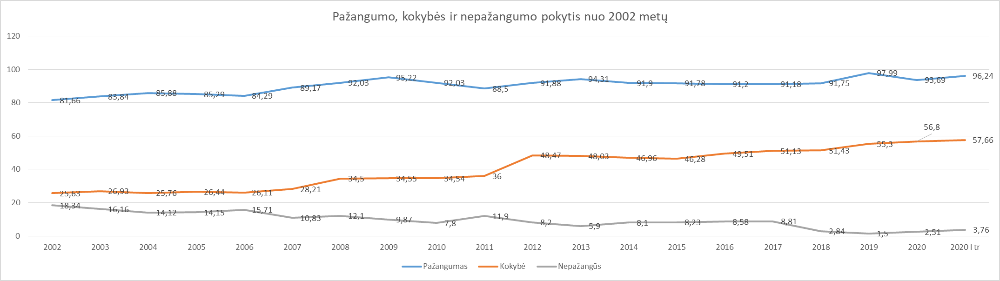 Pažangumo, kokybės ir nepažangumo pokytis nuo 2002 metų
120
100
80
60
40
20
0
81,66 83,84 85,88 85,29 84,29 89,17 92,03 95,22 92,03 88,5 91,88 94,31 91,9 91,78 91,2 91,18 91,75 97,99 93,69 96,24
25,63 26,93 25,76 26,44 26,11 28,21 34,5 34,55 34,54 36 48,47 48,03 46,96 46,28 49,51 51,13 51,43 55,3 56,8 57,66
18,34 16,16 14,12 14,15 15,71 10,83 12,1 9,87 7,8 11,9 8,2 5,9 8,1 8,23 8,58 8,81 2,84 1,5 2,51 3,76
2002 2003 2004 2005 2006 2007 2008 2009 2010 2011 2012 2013 2014 2015 2016 2017 2018 2019 2020 2020 I tr
Pažangumas Kokybė Nepažangūs